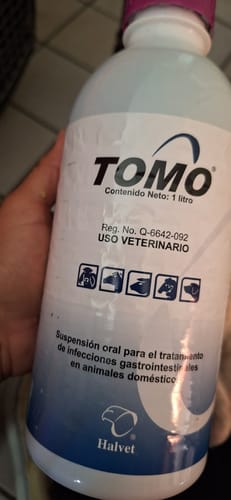 TOMO®
Contenido Neto: 1 litro
Reg. No. Q-6642-092
USO VETERINARIO
Suspensión oral para el tratamiento
de infecciones gastrointestinales
en animales domésticos
Halvet